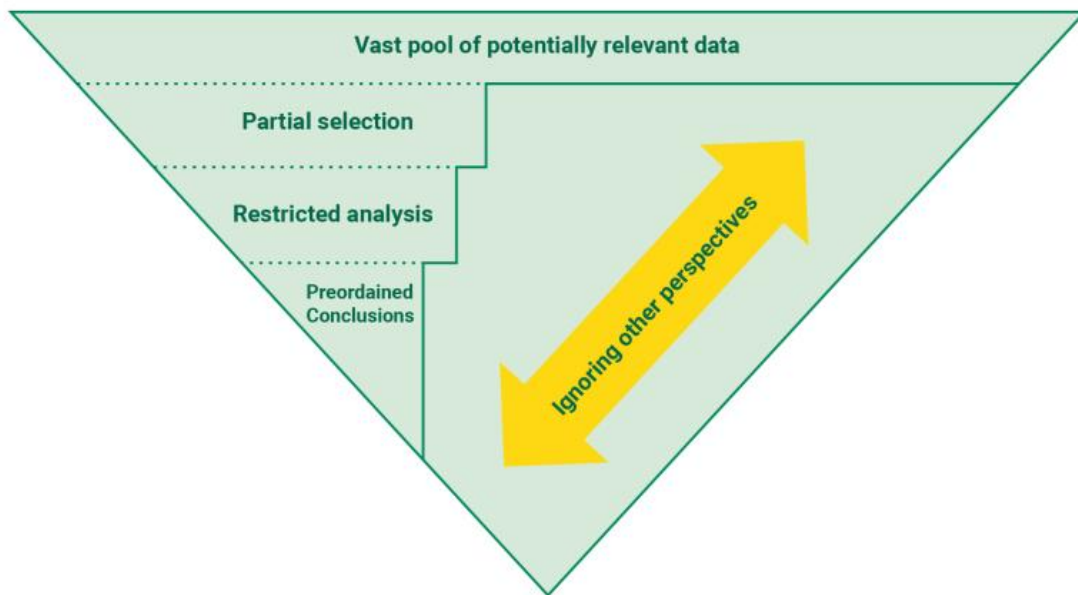 Vast pool of potentially relevant data
Partial selection
Restricted analysis
Preordained
Conclusions
Ignoring other perspectives